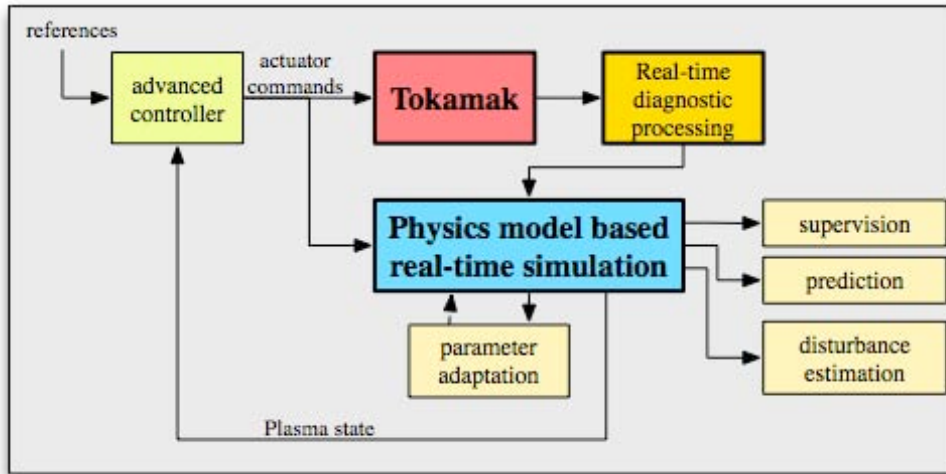 references
advanced
controller
actuator
commands
Tokamak
Real-time
diagnostic
processing
Physics model based
real-time simulation
supervision
prediction
disturbance
estimation
parameter
adaptation
Plasma state